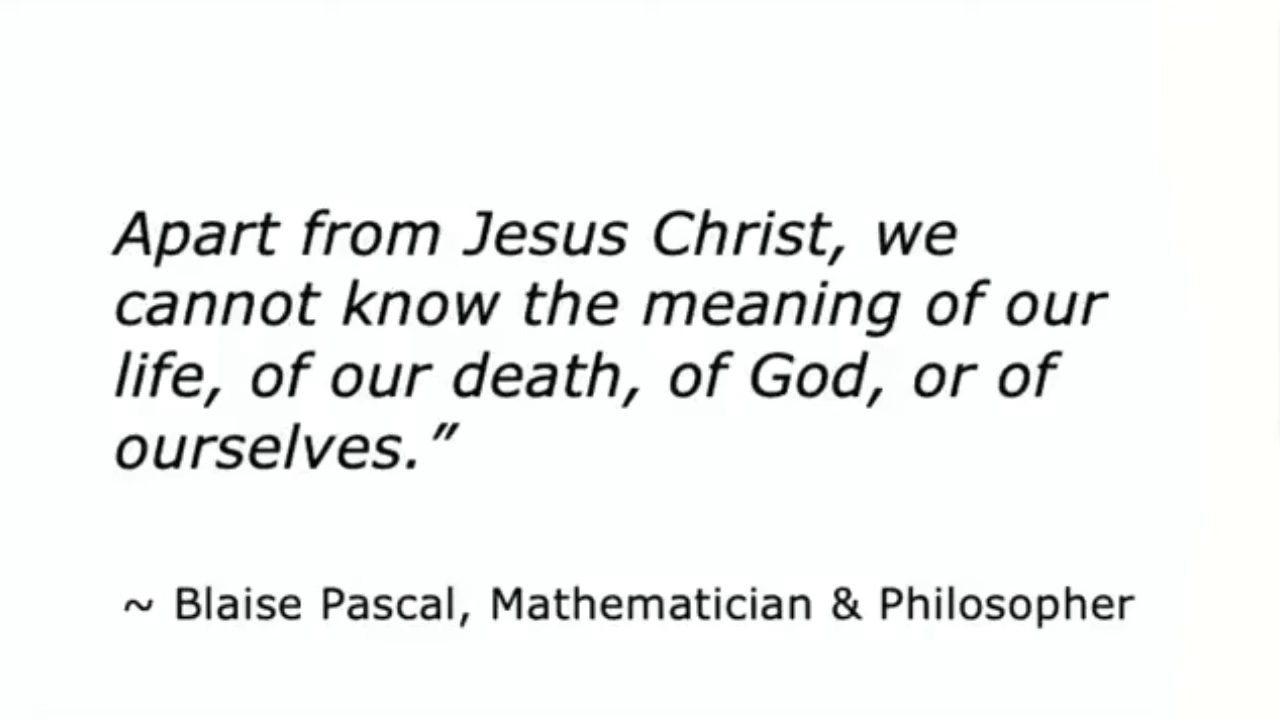 Apart from Jesus Christ, we
cannot know the meaning of our
life, of our death, of God, or of
ourselves.”
~ Blaise Pascal, Mathematician & Philosopher